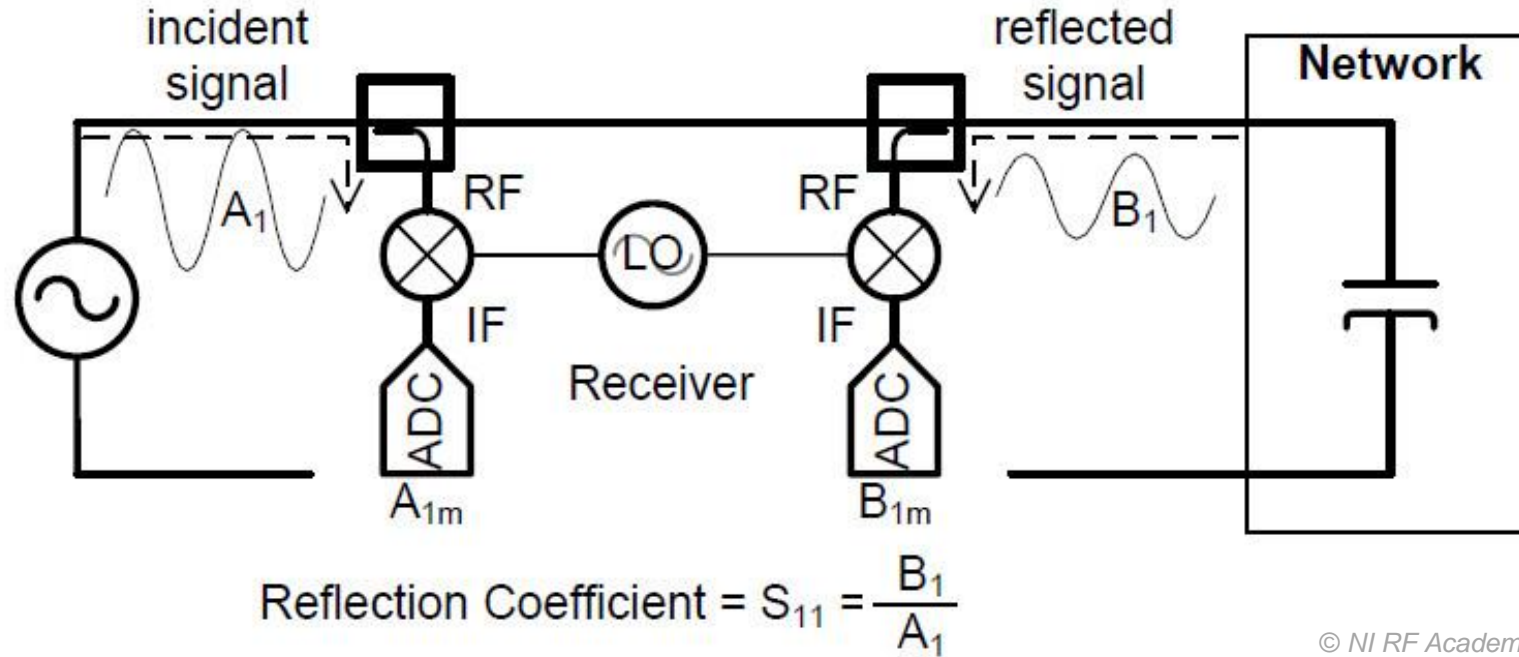 incident
signal
reflected
signal
Network
A₁
RF
RF
B₁
LO
IF
IF
Receiver
ADC
ADC
A₁ₘ
B₁ₘ
Reflection Coefficient = S₁₁ = B₁ / A₁
© NI RF Academ